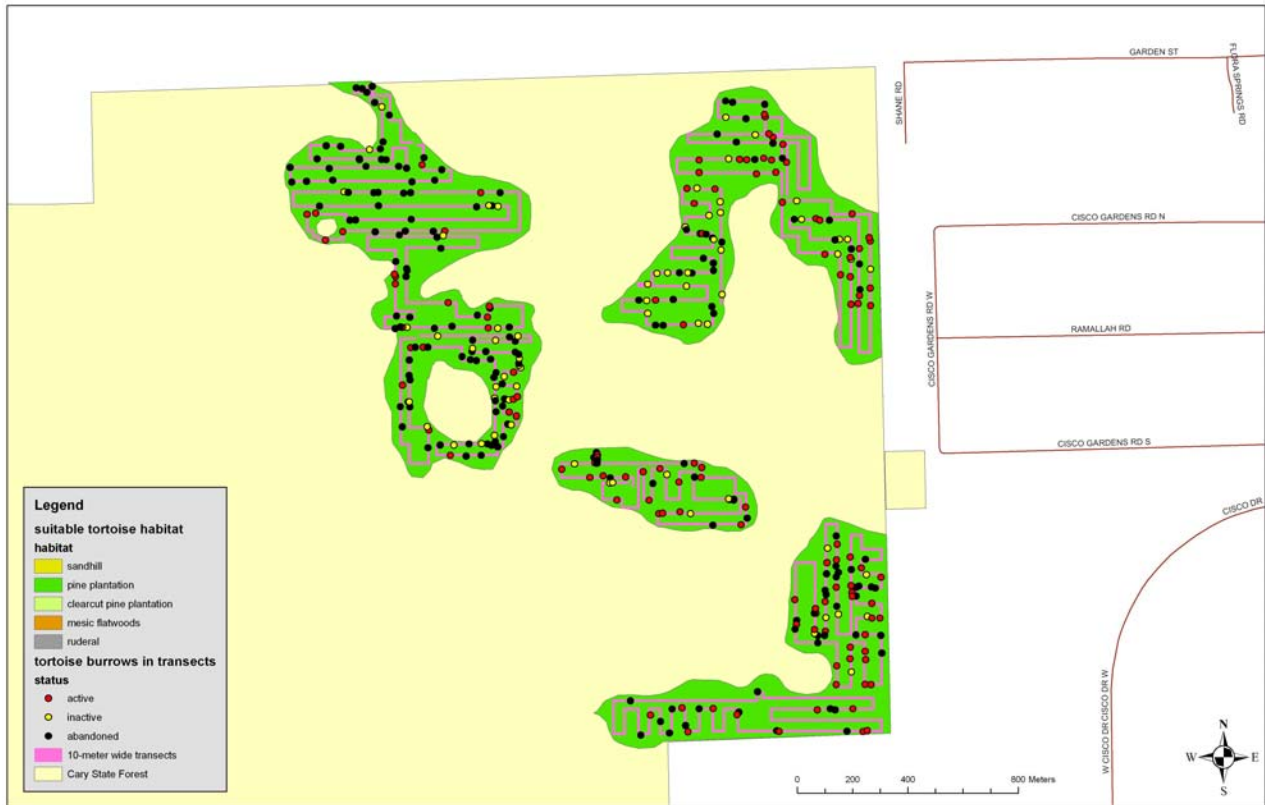 GARDEN ST
FLORA SPRINGS RD
SHANE RD
CISCO GARDENS RD N
CISCO GARDENS RD W
RAMALLAH RD
CISCO GARDENS RD S
CISCO DR
W CISCO DR CISCO DR W
Legend
suitable tortoise habitat
habitat
sandhill
pine plantation
clearcut pine plantation
mesic flatwoods
ruderal
tortoise burrows in transects
status
active
inactive
abandoned
10-meter wide transects
Cary State Forest
N
W E
S
0 200 400 800 Meters